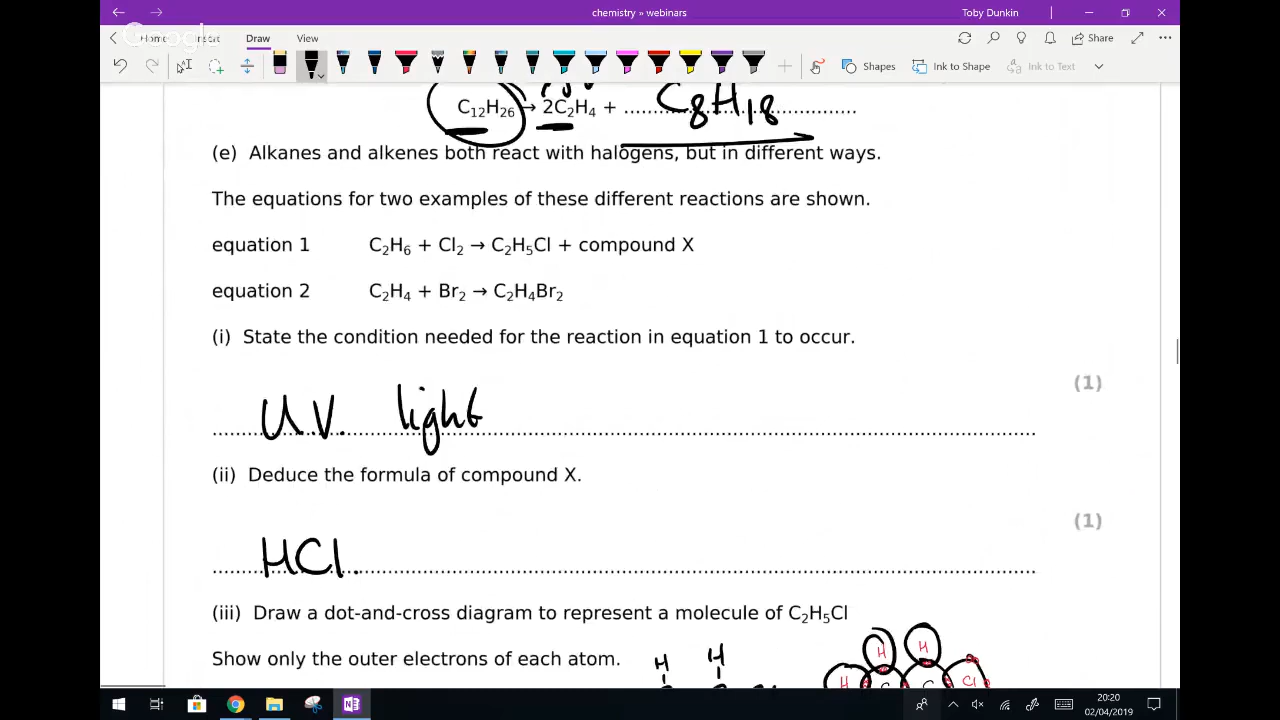 chemistry » webinars
Toby Dunkin
Google
Home Insert Draw View
Share
Shapes Ink to Shape Ink to Text
C₁₂H₂₆ → 2C₂H₄ + ........ C₈H₁₈ ........
(e) Alkanes and alkenes both react with halogens, but in different ways.
The equations for two examples of these different reactions are shown.
equation 1 C₂H₆ + Cl₂ → C₂H₅Cl + compound X
equation 2 C₂H₄ + Br₂ → C₂H₄Br₂
(i) State the condition needed for the reaction in equation 1 to occur.
(1)
U.V. light
(ii) Deduce the formula of compound X.
(1)
HCl.
(iii) Draw a dot-and-cross diagram to represent a molecule of C₂H₅Cl
Show only the outer electrons of each atom.
H H
H H
H C C Cl
20:20
02/04/2019